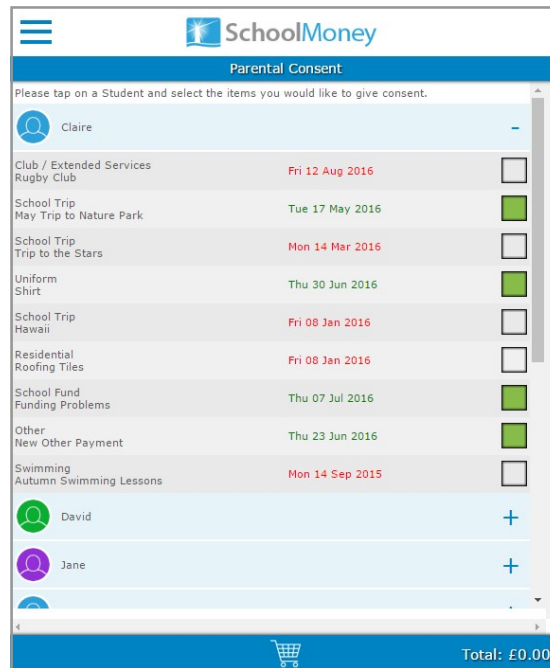 SchoolMoney
Parental Consent
Please tap on a Student and select the items you would like to give consent.
Claire -
Club / Extended Services
Rugby Club
Fri 12 Aug 2016
School Trip
May Trip to Nature Park
Tue 17 May 2016
School Trip
Trip to the Stars
Mon 14 Mar 2016
Uniform
Shirt
Thu 30 Jun 2016
School Trip
Hawaii
Fri 08 Jan 2016
Residential
Roofing Tiles
Fri 08 Jan 2016
School Fund
Funding Problems
Thu 07 Jul 2016
Other
New Other Payment
Thu 23 Jun 2016
Swimming
Autumn Swimming Lessons
Mon 14 Sep 2015
David +
Jane +
Total: £0.00